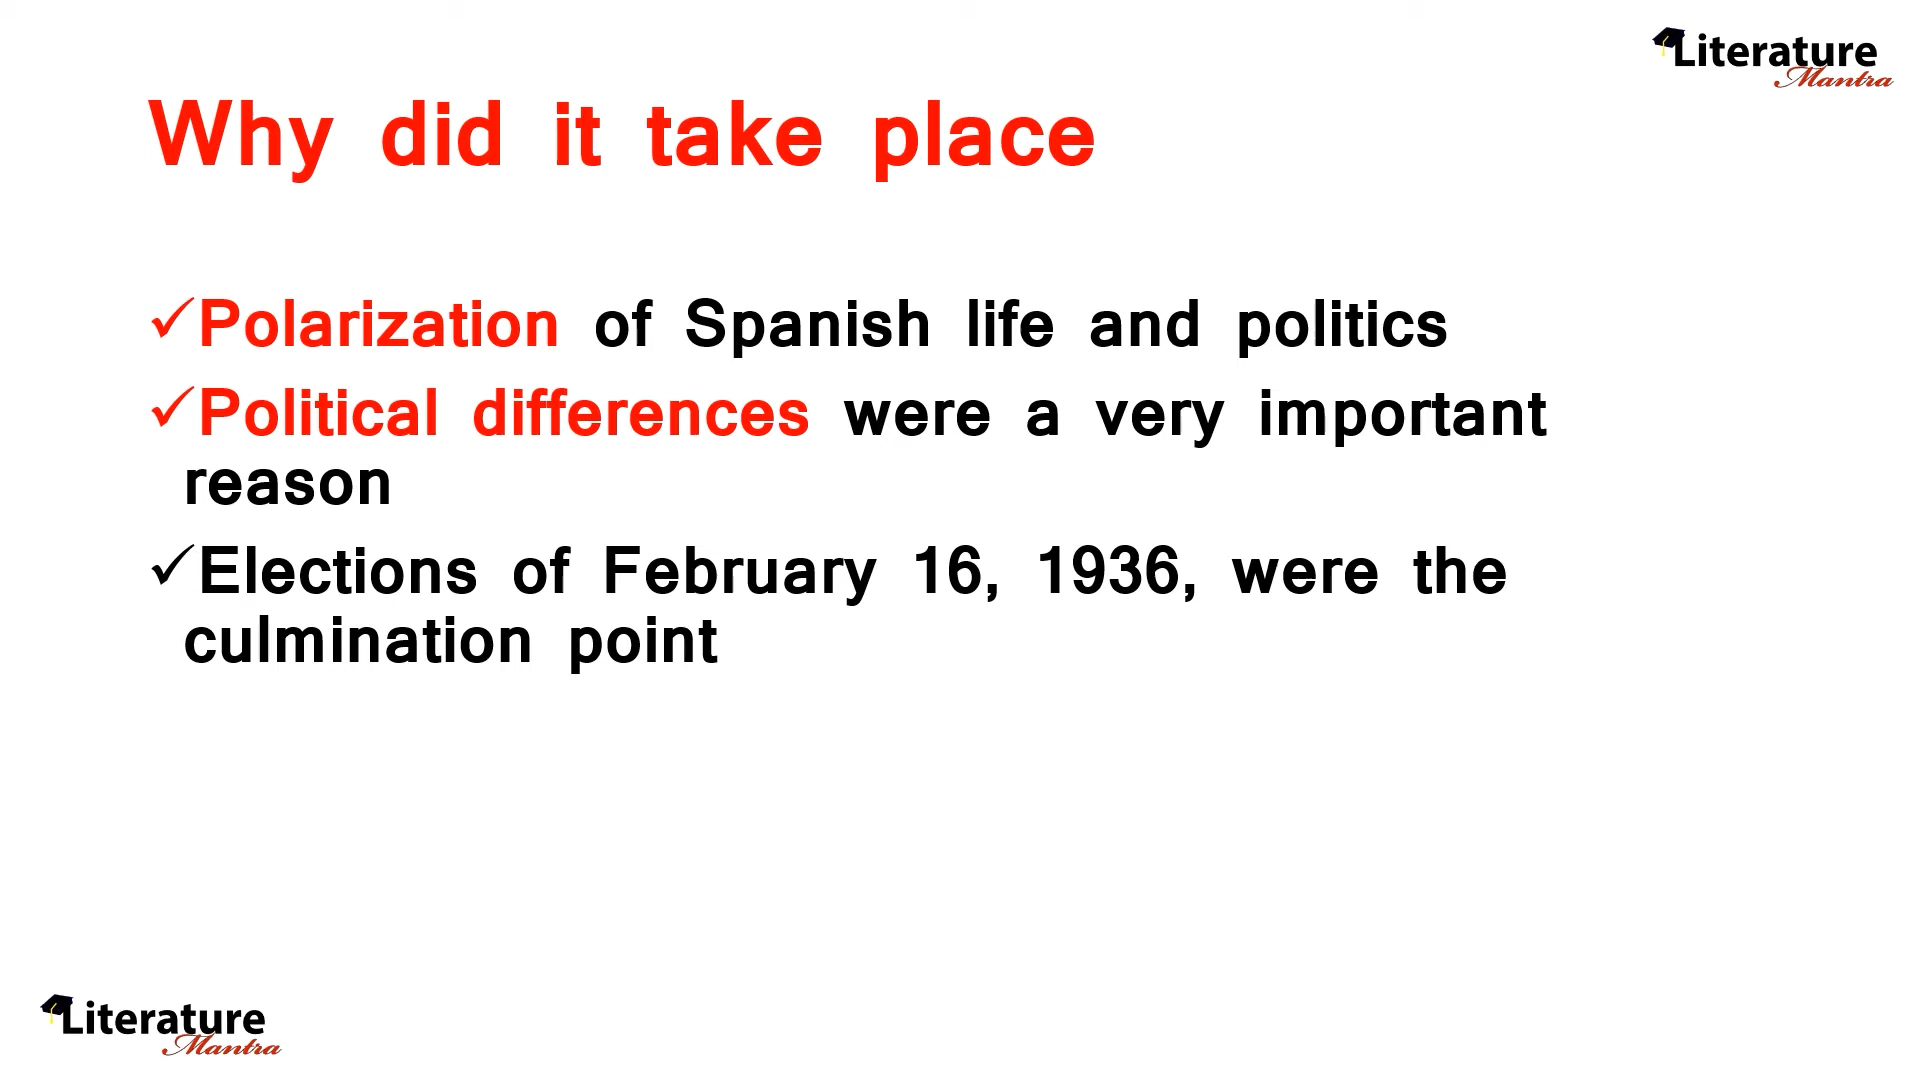 Literature
Mantra
Why did it take place
✓Polarization of Spanish life and politics
✓Political differences were a very important
reason
✓Elections of February 16, 1936, were the
culmination point
Literature
Mantra